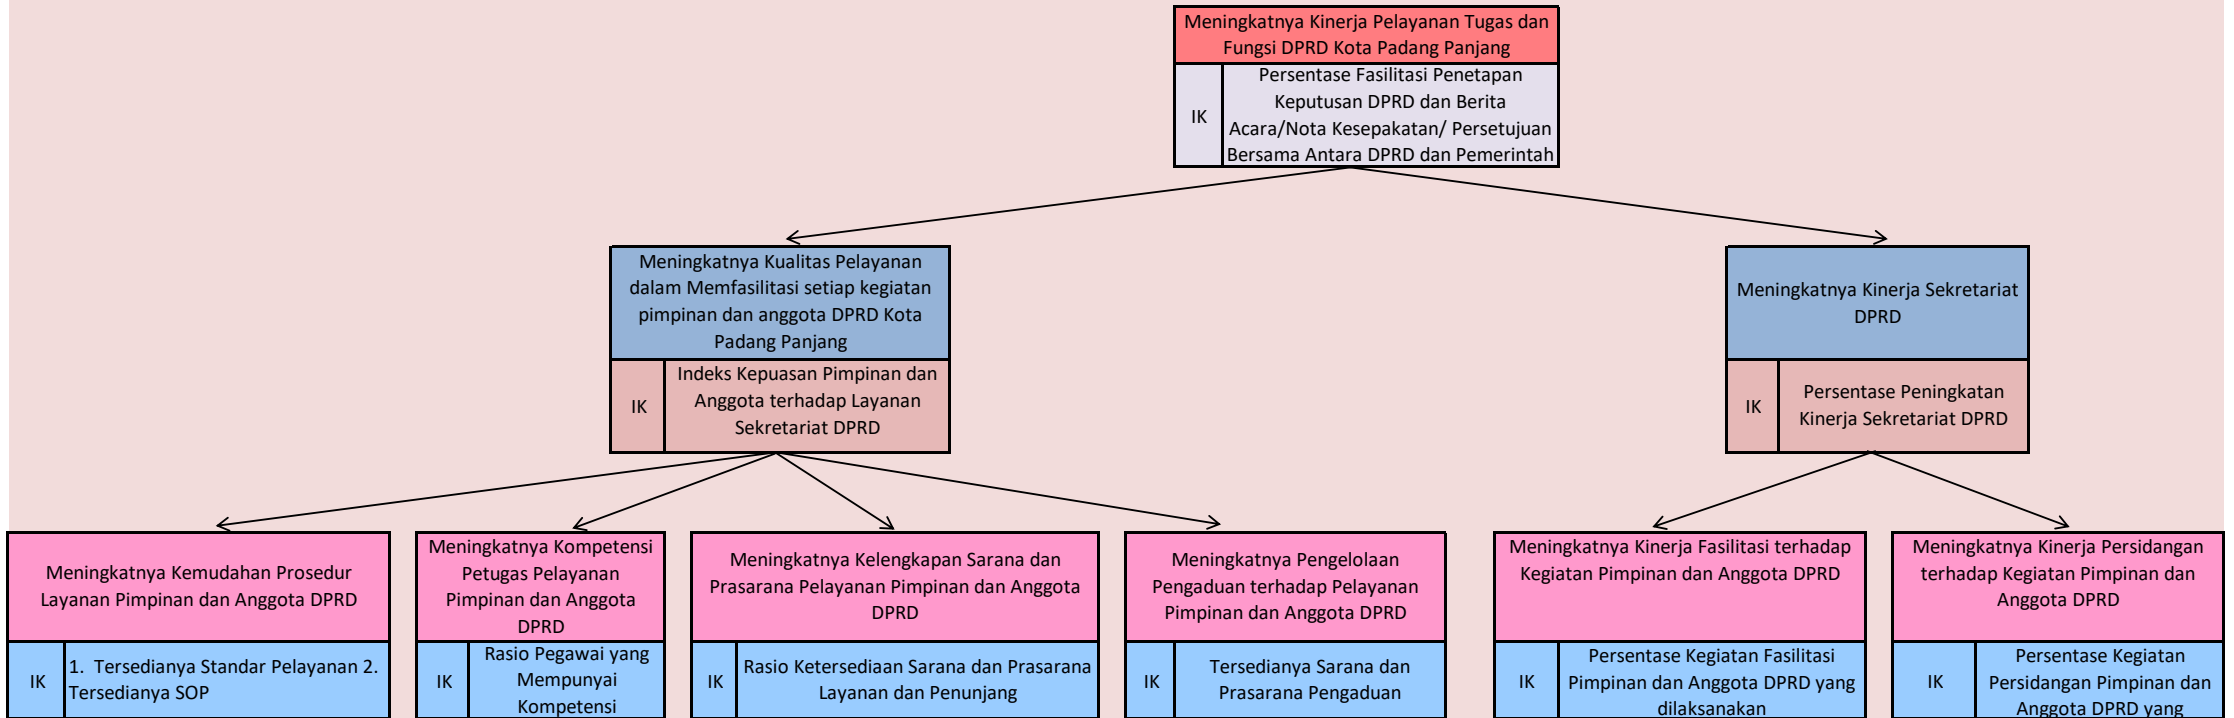 Meningkatnya Kinerja Pelayanan Tugas dan
Fungsi DPRD Kota Padang Panjang
IK
Persentase Fasilitasi Penetapan
Keputusan DPRD dan Berita
Acara/Nota Kesepakatan/ Persetujuan
Bersama Antara DPRD dan Pemerintah
Meningkatnya Kualitas Pelayanan
dalam Memfasilitasi setiap kegiatan
pimpinan dan anggota DPRD Kota
Padang Panjang
IK
Indeks Kepuasan Pimpinan dan
Anggota terhadap Layanan
Sekretariat DPRD
Meningkatnya Kinerja Sekretariat
DPRD
IK
Persentase Peningkatan
Kinerja Sekretariat DPRD
Meningkatnya Kemudahan Prosedur
Layanan Pimpinan dan Anggota DPRD
IK
1. Tersedianya Standar Pelayanan 2.
Tersedianya SOP
Meningkatnya Kompetensi
Petugas Pelayanan
Pimpinan dan Anggota
DPRD
IK
Rasio Pegawai yang
Mempunyai
Kompetensi
Meningkatnya Kelengkapan Sarana dan
Prasarana Pelayanan Pimpinan dan Anggota
DPRD
IK
Rasio Ketersediaan Sarana dan Prasarana
Layanan dan Penunjang
Meningkatnya Pengelolaan
Pengaduan terhadap Pelayanan
Pimpinan dan Anggota DPRD
IK
Tersedianya Sarana dan
Prasarana Pengaduan
Meningkatnya Kinerja Fasilitasi terhadap
Kegiatan Pimpinan dan Anggota DPRD
IK
Persentase Kegiatan Fasilitasi
Pimpinan dan Anggota DPRD yang
dilaksanakan
Meningkatnya Kinerja Persidangan
terhadap Kegiatan Pimpinan dan
Anggota DPRD
IK
Persentase Kegiatan
Persidangan Pimpinan dan
Anggota DPRD yang